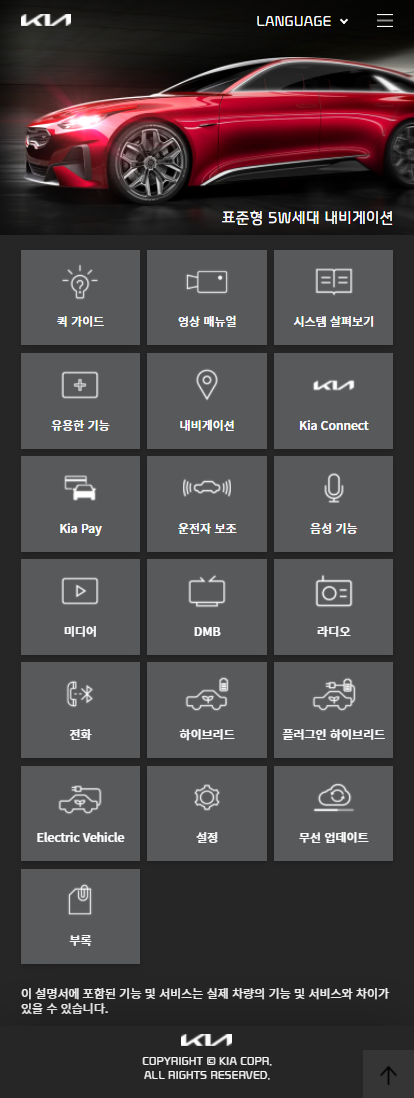 KIA
LANGUAGE
표준형 5W세대 내비게이션
퀵 가이드
영상 매뉴얼
시스템 살펴보기
유용한 기능
내비게이션
KIA
Kia Connect
Kia Pay
운전자 보조
음성 기능
미디어
DMB
라디오
전화
하이브리드
플러그인 하이브리드
Electric Vehicle
설정
무선 업데이트
부록
이 설명서에 포함된 기능 및 서비스는 실제 차량의 기능 및 서비스와 차이가
있을 수 있습니다.
KIA
COPYRIGHT © KIA COPR.
ALL RIGHTS RESERVED.